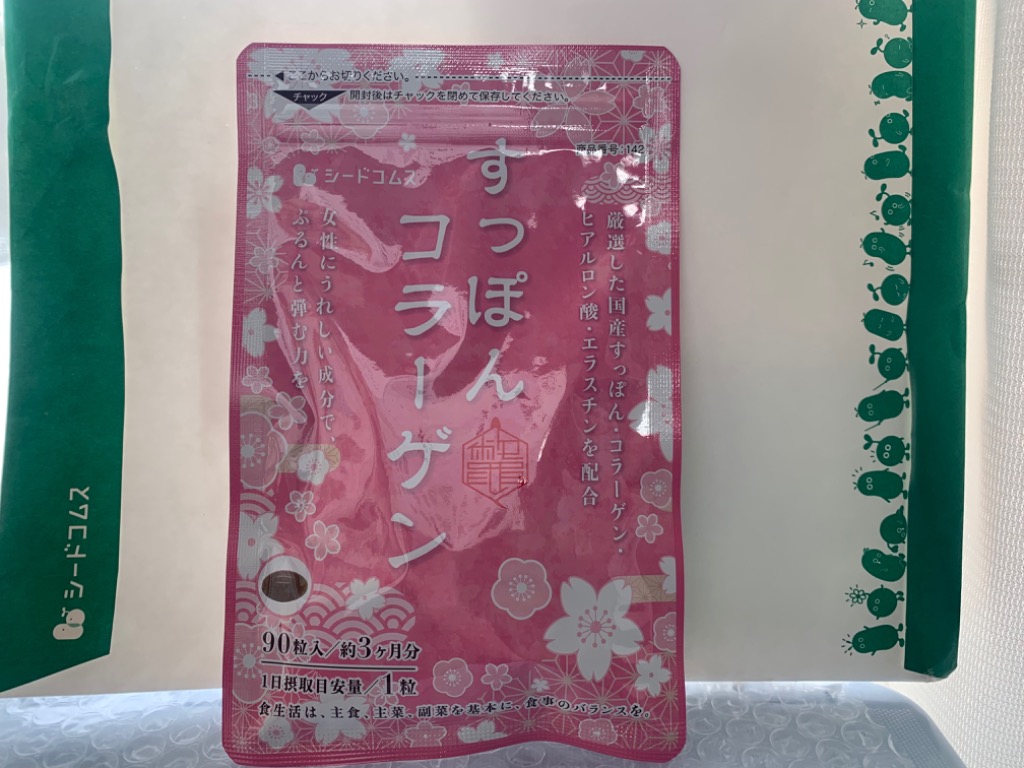 ここからお切りください。
チャック 開封後はチャックを閉めて保存してください。
商品番号:142
シードコムス
厳選した国産すっぽん・コラーゲン・
ヒアルロン酸・エラスチンを配合
すっぽん
コラーゲン
女性にうれしい成分で、
ぷるんと弾む力を
90粒入/約3ヶ月分
1日摂取目安量/1粒
食生活は、主食、主菜、副菜を基本に、食事のバランスを。
シードコムス